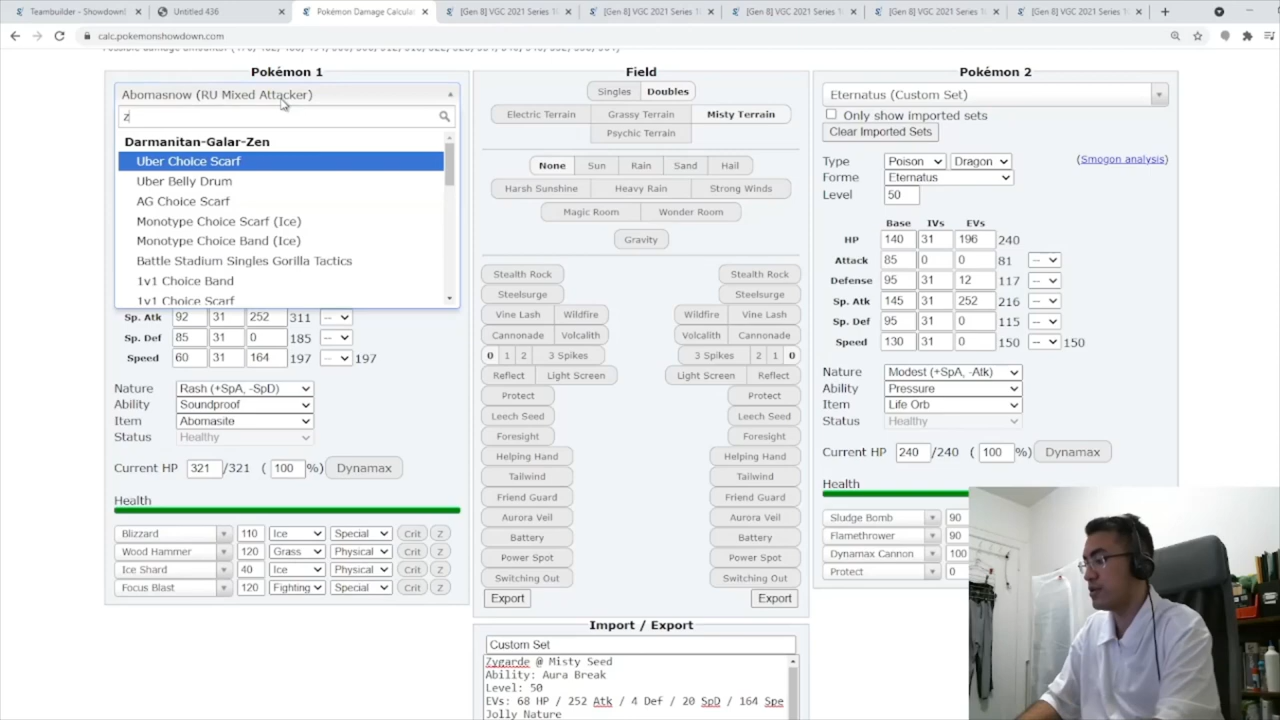 Teambuilder - Showdown!
Untitled 436
Pokémon Damage Calcula
[Gen 8] VGC 2021 Series 1
[Gen 8] VGC 2021 Series 1
[Gen 8] VGC 2021 Series 1
[Gen 8] VGC 2021 Series 1
[Gen 8] VGC 2021 Series 1
calc.pokemonshowdown.com
Pokémon 1
Abomasnow (RU Mixed Attacker)
z
Darmanitan-Galar-Zen
Uber Choice Scarf
Uber Belly Drum
AG Choice Scarf
Monotype Choice Scarf (Ice)
Monotype Choice Band (Ice)
Battle Stadium Singles Gorilla Tactics
1v1 Choice Band
1v1 Choice Scarf
Sp. Atk 92 31 252 311 --
Sp. Def 85 31 0 185 --
Speed 60 31 164 197 -- 197
Nature Rash (+SpA, -SpD)
Ability Soundproof
Item Abomasite
Status Healthy
Current HP 321 /321 ( 100 %) Dynamax
Health
Blizzard 110 Ice Special Crit Z
Wood Hammer 120 Grass Physical Crit Z
Ice Shard 40 Ice Physical Crit Z
Focus Blast 120 Fighting Special Crit Z
Field
Singles Doubles
Electric Terrain Grassy Terrain Misty Terrain
Psychic Terrain
None Sun Rain Sand Hail
Harsh Sunshine Heavy Rain Strong Winds
Magic Room Wonder Room
Gravity
Stealth Rock Stealth Rock
Steelsurge Steelsurge
Vine Lash Wildfire Wildfire Vine Lash
Cannonade Volcalith Volcalith Cannonade
0 1 2 3 Spikes 3 Spikes 2 1 0
Reflect Light Screen Light Screen Reflect
Protect Protect
Leech Seed Leech Seed
Foresight Foresight
Helping Hand Helping Hand
Tailwind Tailwind
Friend Guard Friend Guard
Aurora Veil Aurora Veil
Battery Battery
Power Spot Power Spot
Switching Out Switching Out
Export Export
Import / Export
Custom Set
Zygarde @ Misty Seed
Ability: Aura Break
Level: 50
EVs: 68 HP / 252 Atk / 4 Def / 20 SpD / 164 Spe
Jolly Nature
Pokémon 2
Eternatus (Custom Set)
Only show imported sets
Clear Imported Sets
Type Poison Dragon (Smogon analysis)
Forme Eternatus
Level 50
Base IVs EVs
HP 140 31 196 240
Attack 85 0 0 81 --
Defense 95 31 12 117 --
Sp. Atk 145 31 252 216 --
Sp. Def 95 31 0 115 --
Speed 130 31 0 150 -- 150
Nature Modest (+SpA, -Atk)
Ability Pressure
Item Life Orb
Status Healthy
Current HP 240 /240 ( 100 %) Dynamax
Health
Sludge Bomb 90
Flamethrower 90
Dynamax Cannon 100
Protect 0